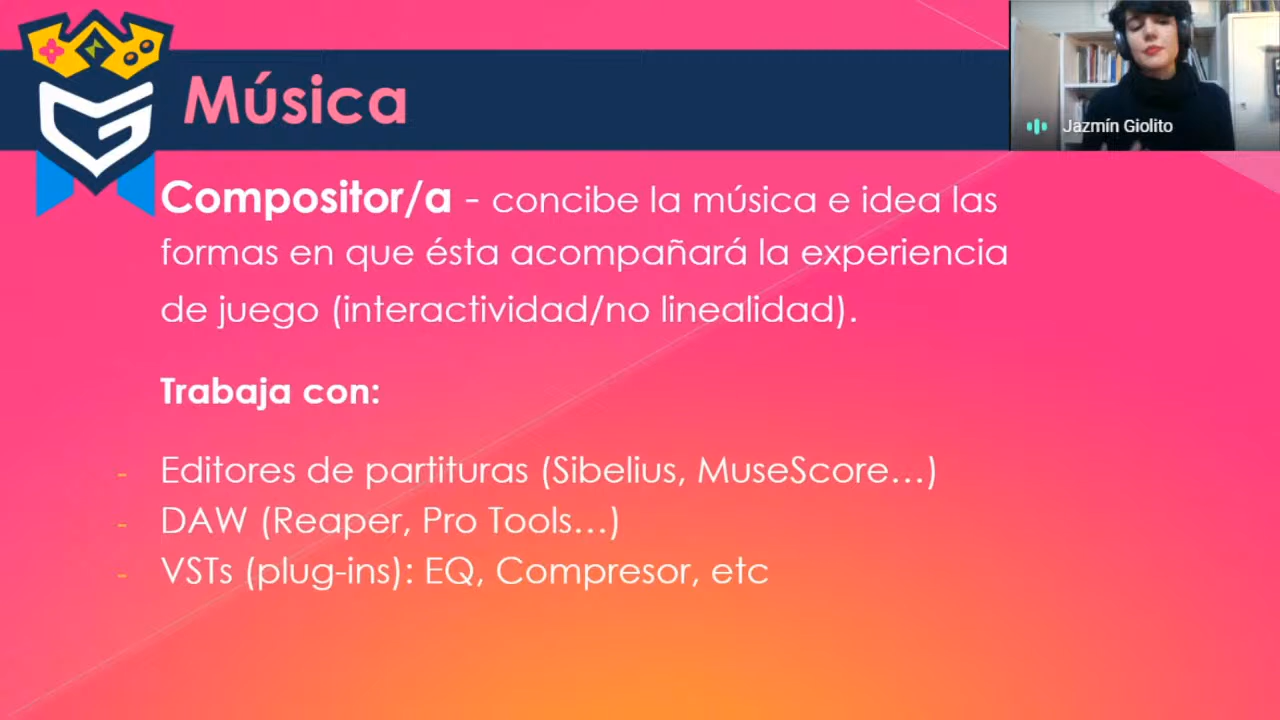 Música
Jazmín Giolito
Compositor/a - concibe la música e idea las
formas en que ésta acompañará la experiencia
de juego (interactividad/no linealidad).
Trabaja con:
- Editores de partituras (Sibelius, MuseScore...)
- DAW (Reaper, Pro Tools...)
- VSTs (plug-ins): EQ, Compresor, etc